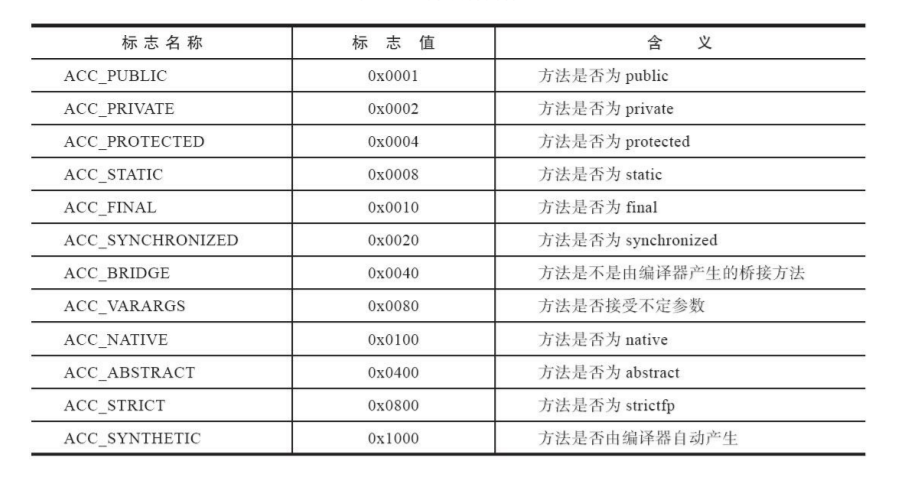 标志名称 标 志 值 含 义
ACC_PUBLIC 0x0001 方法是否为 public
ACC_PRIVATE 0x0002 方法是否为 private
ACC_PROTECTED 0x0004 方法是否为 protected
ACC_STATIC 0x0008 方法是否为 static
ACC_FINAL 0x0010 方法是否为 final
ACC_SYNCHRONIZED 0x0020 方法是否为 synchronized
ACC_BRIDGE 0x0040 方法是不是由编译器产生的桥接方法
ACC_VARARGS 0x0080 方法是否接受不定参数
ACC_NATIVE 0x0100 方法是否为 native
ACC_ABSTRACT 0x0400 方法是否为 abstract
ACC_STRICT 0x0800 方法是否为 strictfp
ACC_SYNTHETIC 0x1000 方法是否由编译器自动产生